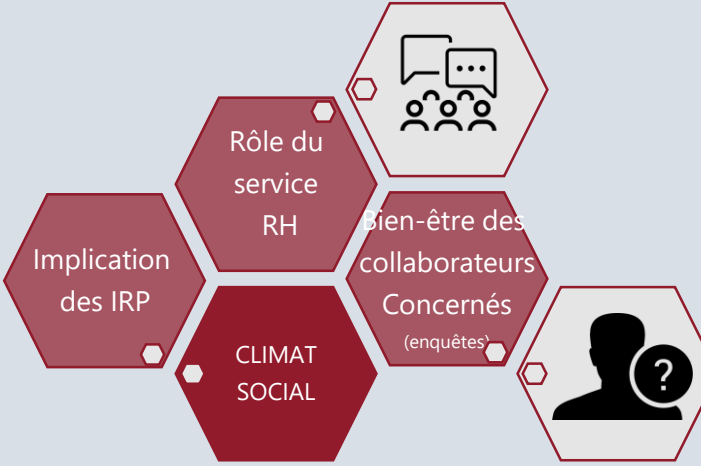 Rôle du
service
RH
Implication
des IRP
Bien-être des
collaborateurs
Concernés
(enquêtes)
CLIMAT
SOCIAL
?